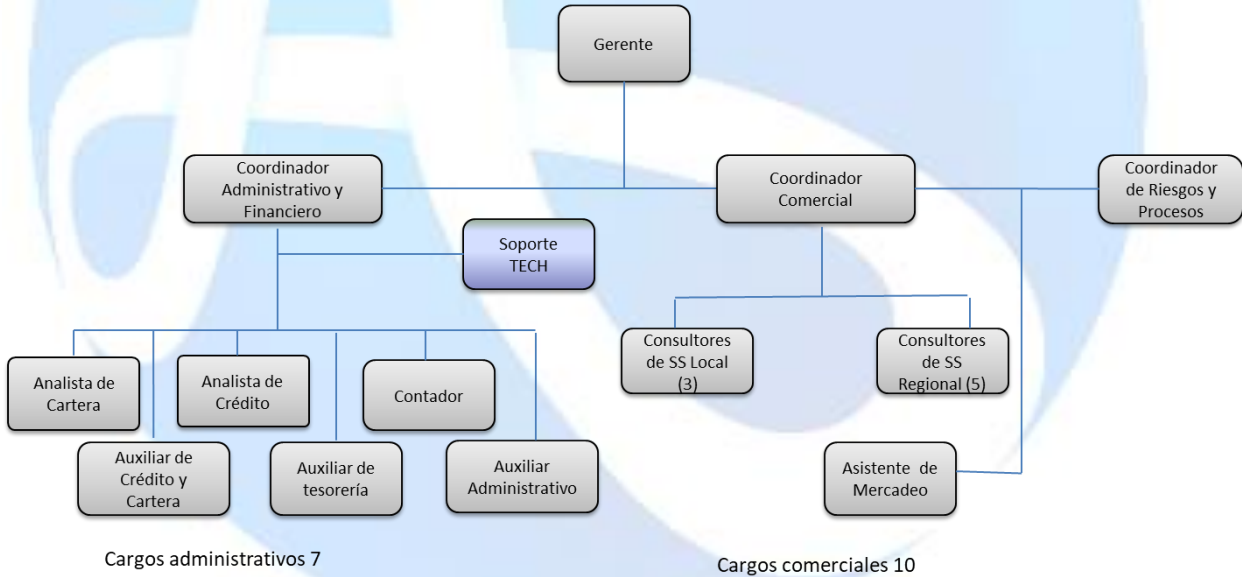 Gerente
Coordinador
Administrativo y
Financiero
Coordinador
Comercial
Coordinador
de Riesgos y
Procesos
Soporte
TECH
Analista de
Cartera
Analista de
Crédito
Contador
Consultores
de SS Local
(3)
Consultores
de SS
Regional (5)
Auxiliar de
Crédito y
Cartera
Auxiliar de
tesorería
Auxiliar
Administrativo
Asistente de
Mercadeo
Cargos administrativos 7
Cargos comerciales 10